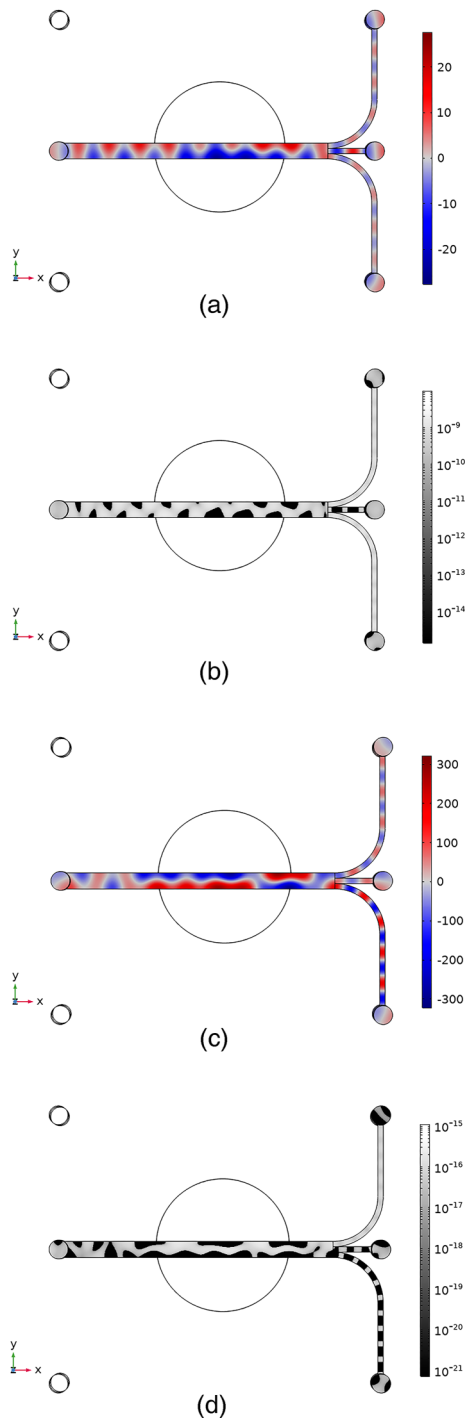 20
10
0
-10
-20
y
z x
(a)
10⁻⁹
10⁻¹⁰
10⁻¹¹
10⁻¹²
10⁻¹³
10⁻¹⁴
y
z x
(b)
300
200
100
0
-100
-200
-300
y
z x
(c)
10⁻¹⁵
10⁻¹⁶
10⁻¹⁷
10⁻¹⁸
10⁻¹⁹
10⁻²⁰
10⁻²¹
y
z x
(d)